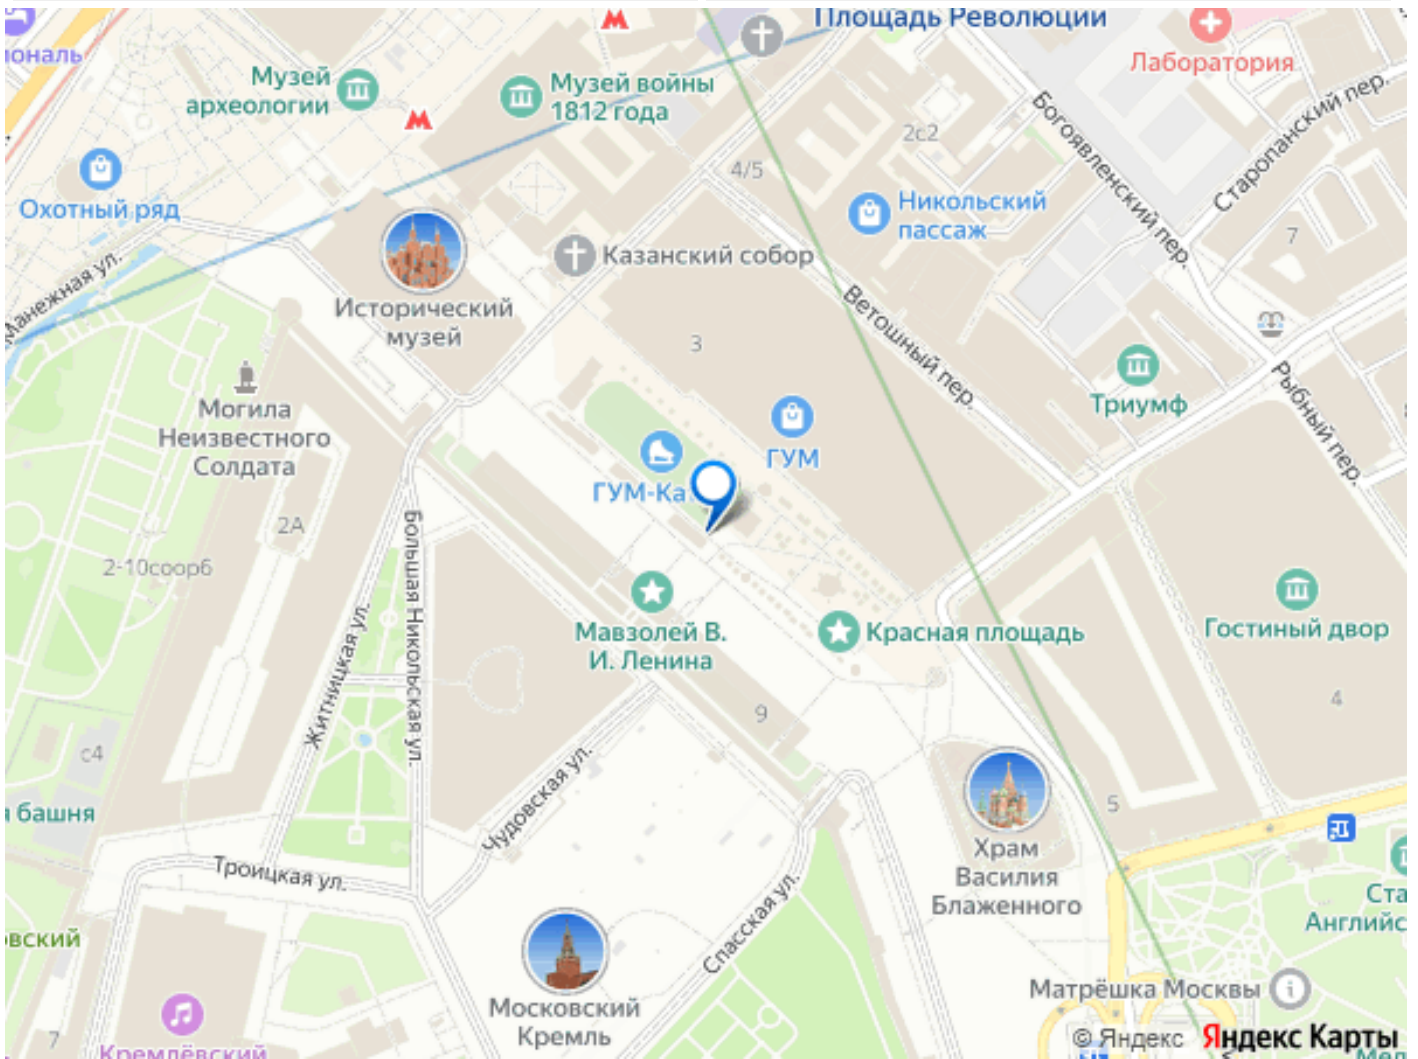 Площадь Революции
иональ
Лаборатория
Музей
археологии
Музей войны
1812 года
Старопанский пер.
Богоявленский пер.
2с2
4/5
Охотный ряд
Никольский
пассаж
7
Казанский собор
Манежная ул.
Исторический
музей
Ветошный пер.
3
Рыбный пер.
Триумф
Могила
Неизвестного
Солдата
ГУМ
ГУМ-Ка
2А
2-10соор6
Большая Никольская ул.
Житницкая ул.
Мавзолей В.
И. Ленина
Красная площадь
Гостиный двор
4
9
с4
я башня
Чудовская ул.
5
Троицкая ул.
Храм
Василия
Блаженного
Спасская ул.
Ста
Английс
вский
Московский
Кремль
Матрёшка Москвы
7
Кремлёвский
© Яндекс Яндекс Карты